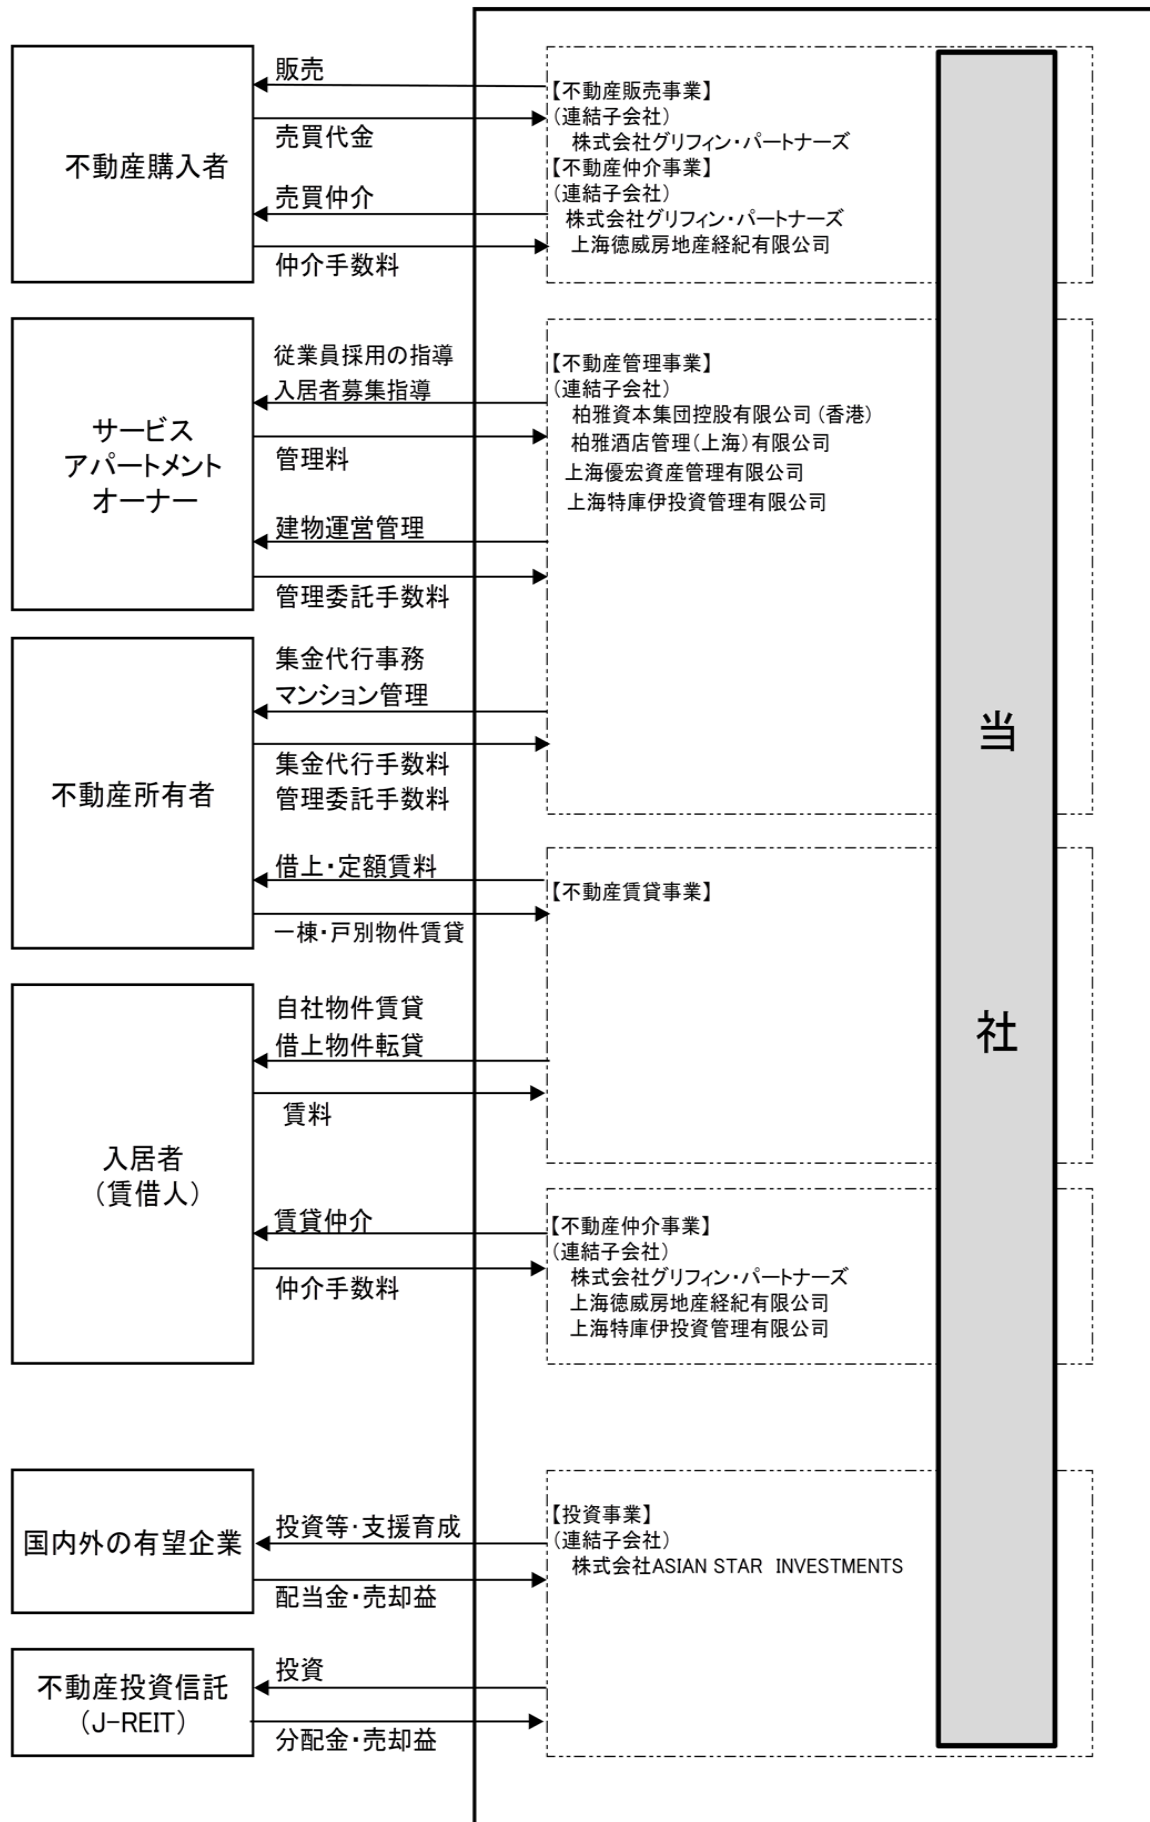 不動産購入者
販売
売買代金
売買仲介
仲介手数料
【不動産販売事業】
(連結子会社)
株式会社グリフィン・パートナーズ
【不動産仲介事業】
(連結子会社)
株式会社グリフィン・パートナーズ
上海徳威房地産経紀有限公司
サービス
アパートメント
オーナー
従業員採用の指導
入居者募集指導
管理料
建物運営管理
管理委託手数料
【不動産管理事業】
(連結子会社)
柏雅資本集団控股有限公司(香港)
柏雅酒店管理(上海)有限公司
上海優宏資産管理有限公司
上海特庫伊投資管理有限公司
不動産所有者
集金代行事務
マンション管理
集金代行手数料
管理委託手数料
借上・定額賃料
一棟・戸別物件賃貸
【不動産賃貸事業】
入居者
(賃借人)
自社物件賃貸
借上物件転貸
賃料
賃貸仲介
仲介手数料
【不動産仲介事業】
(連結子会社)
株式会社グリフィン・パートナーズ
上海徳威房地産経紀有限公司
上海特庫伊投資管理有限公司
国内外の有望企業
投資等・支援育成
配当金・売却益
【投資事業】
(連結子会社)
株式会社ASIAN STAR INVESTMENTS
不動産投資信託
(J-REIT)
投資
分配金・売却益
当
社